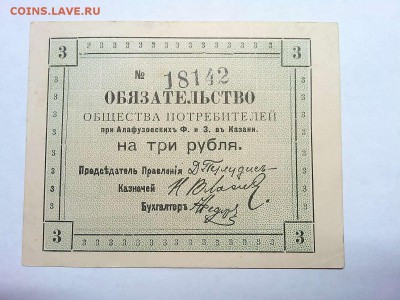 COINS.LAVE.RU
3 3
№ 18142
ОБЯЗАТЕЛЬСТВО
ОБЩЕСТВА ПОТРЕБИТЕЛЕЙ
при Алафузовскихъ Ф. и З. въ Казани.
на три рубля.
Предсѣдатель Правленія
Казначей
Бухгалтеръ
3 3